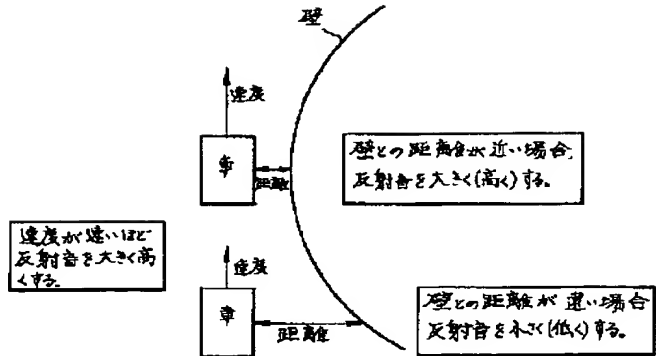 壁
速度
車
距離
壁との距離が近い場合
反射音を大きく(高く)する。
速度が速いほど
反射音を大きく高
くする。
速度
車
距離
壁との距離が遠い場合
反射音を小さく(低く)する。